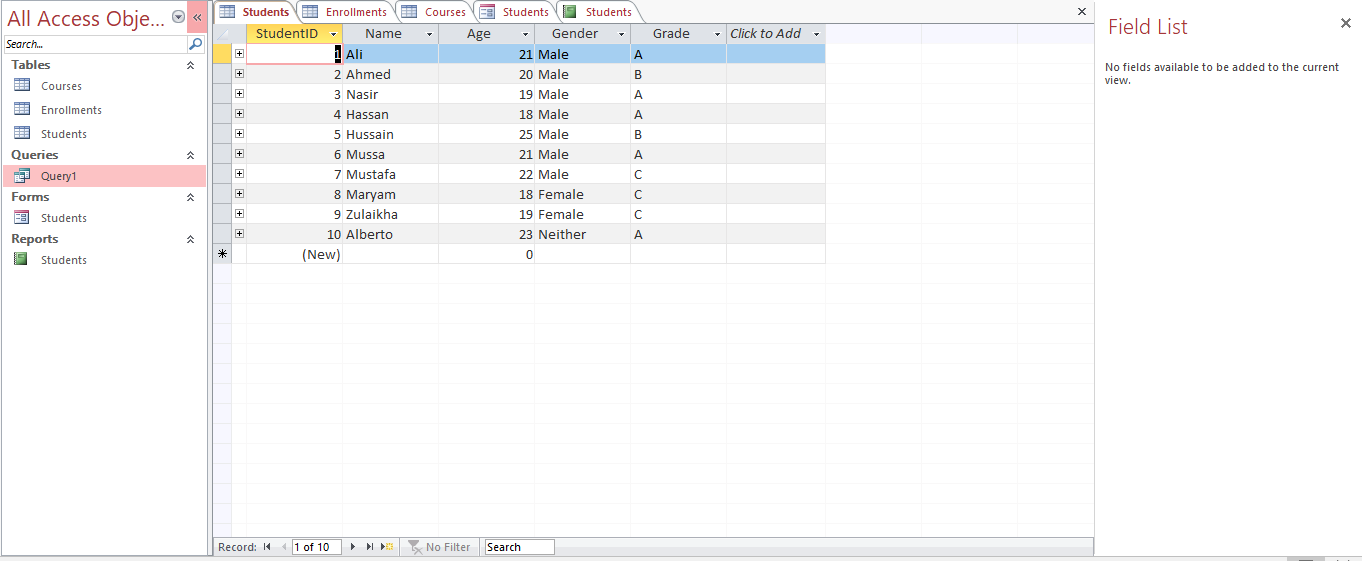 All Access Obje...
Search...
Tables
Courses
Enrollments
Students
Queries
Query1
Forms
Students
Reports
Students
Students Enrollments Courses Students Students
StudentID Name Age Gender Grade Click to Add
1 Ali 21 Male A
2 Ahmed 20 Male B
3 Nasir 19 Male A
4 Hassan 18 Male A
5 Hussain 25 Male B
6 Mussa 21 Male A
7 Mustafa 22 Male C
8 Maryam 18 Female C
9 Zulaikha 19 Female C
10 Alberto 23 Neither A
(New) 0
Record: 1 of 10 No Filter Search
Field List
No fields available to be added to the current
view.